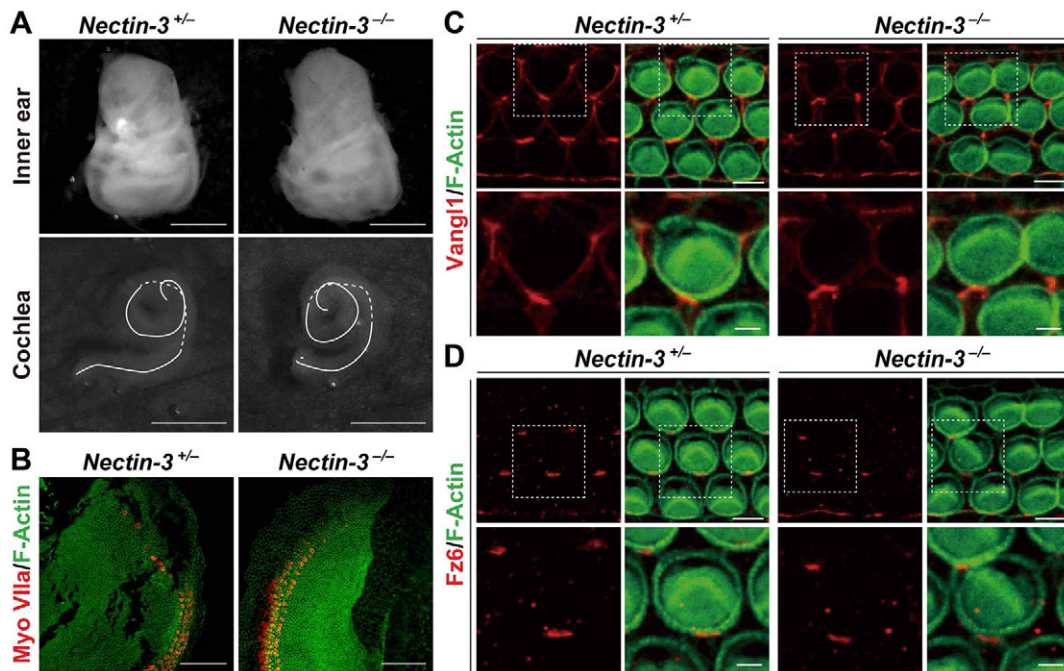 A
Nectin-3 +/–
Nectin-3 –/–
Inner ear
Cochlea
B
Nectin-3 +/–
Nectin-3 –/–
Myo VIIa/F-Actin
C
Nectin-3 +/–
Nectin-3 –/–
Vangl1/F-Actin
D
Nectin-3 +/–
Nectin-3 –/–
Fz6/F-Actin